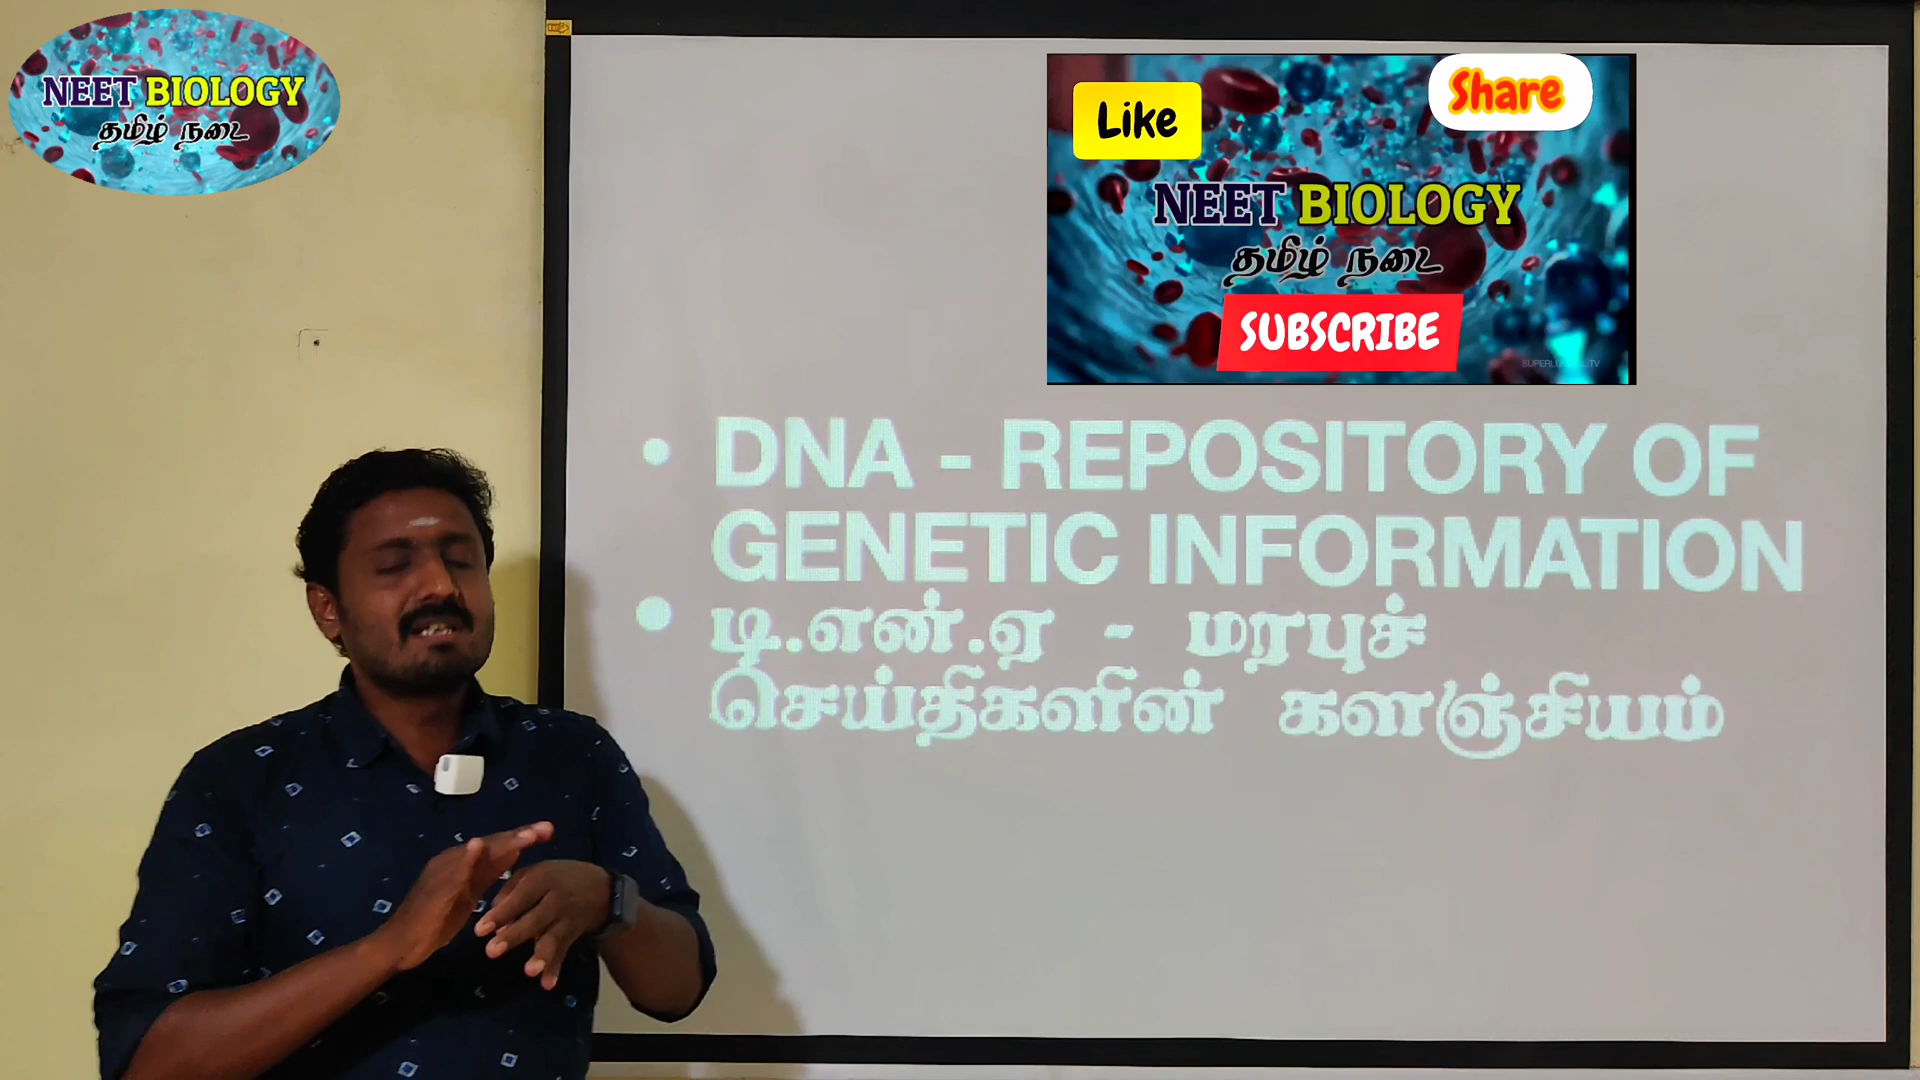 NEET BIOLOGY
தமிழ் நடை
Like
Share
NEET BIOLOGY
தமிழ் நடை
SUBSCRIBE
• DNA - REPOSITORY OF
GENETIC INFORMATION
• டி.என்.ஏ - மரபுச்
செய்திகளின் களஞ்சியம்